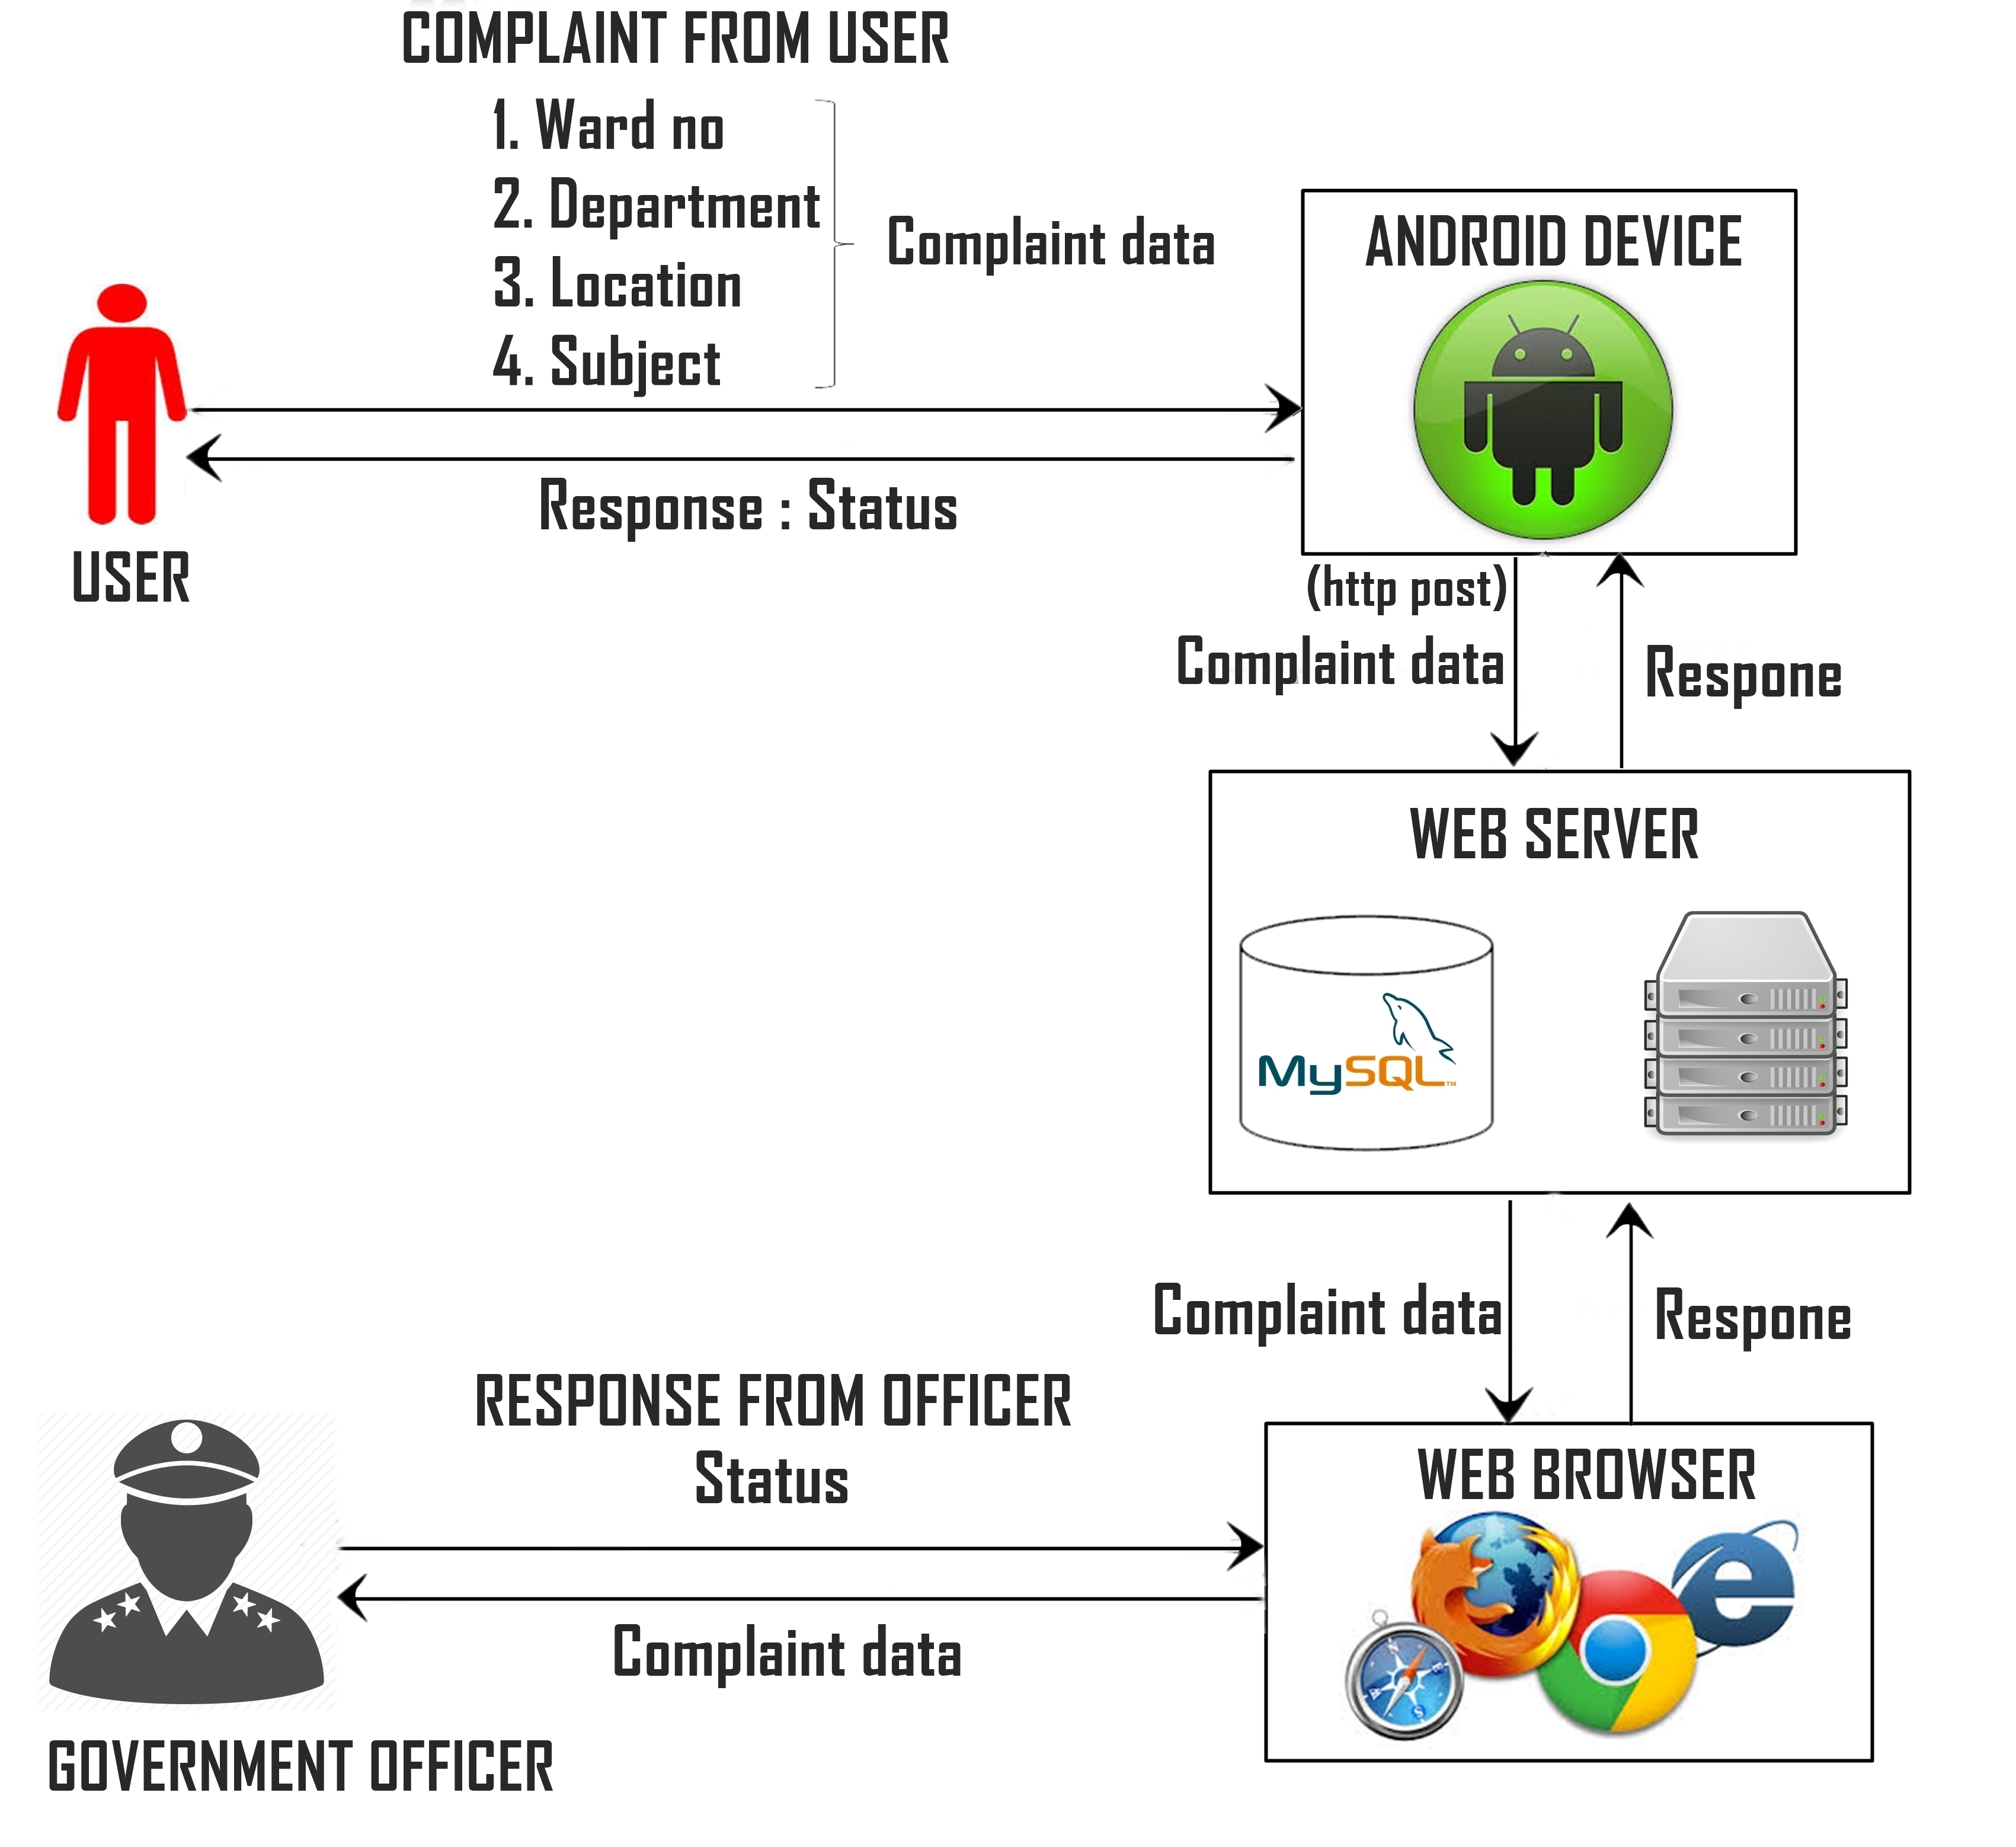 COMPLAINT FROM USER
1. Ward no
2. Department
3. Location
4. Subject
Complaint data
ANDROID DEVICE
Response : Status
USER
(http post)
Complaint data
Respone
WEB SERVER
MySQL™
Complaint data
Respone
RESPONSE FROM OFFICER
Status
WEB BROWSER
Complaint data
GOVERNMENT OFFICER